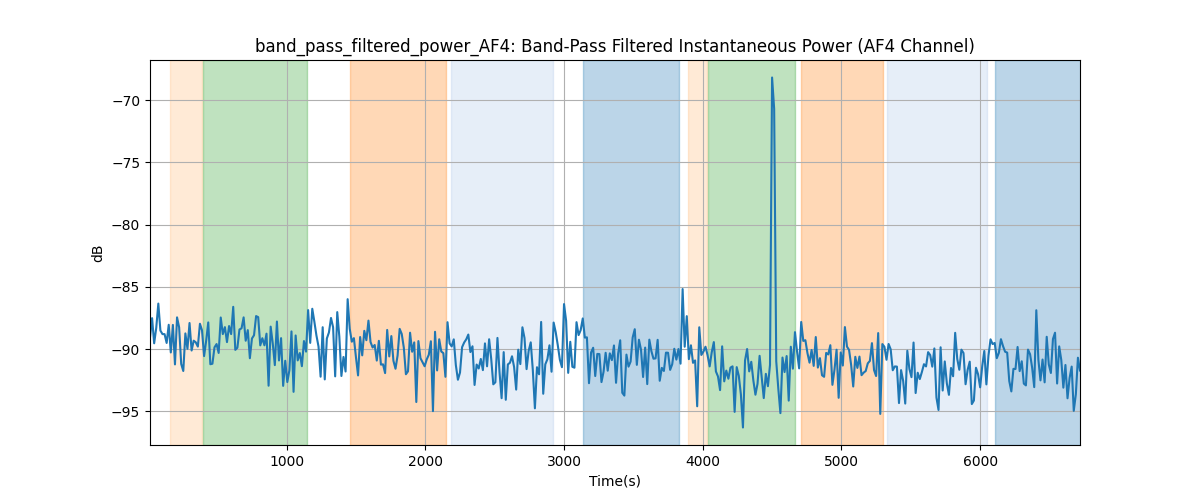 band_pass_filtered_power_AF4: Band-Pass Filtered Instantaneous Power (AF4 Channel)
dB
−70
−75
−80
−85
−90
−95
1000 2000 3000 4000 5000 6000
Time(s)